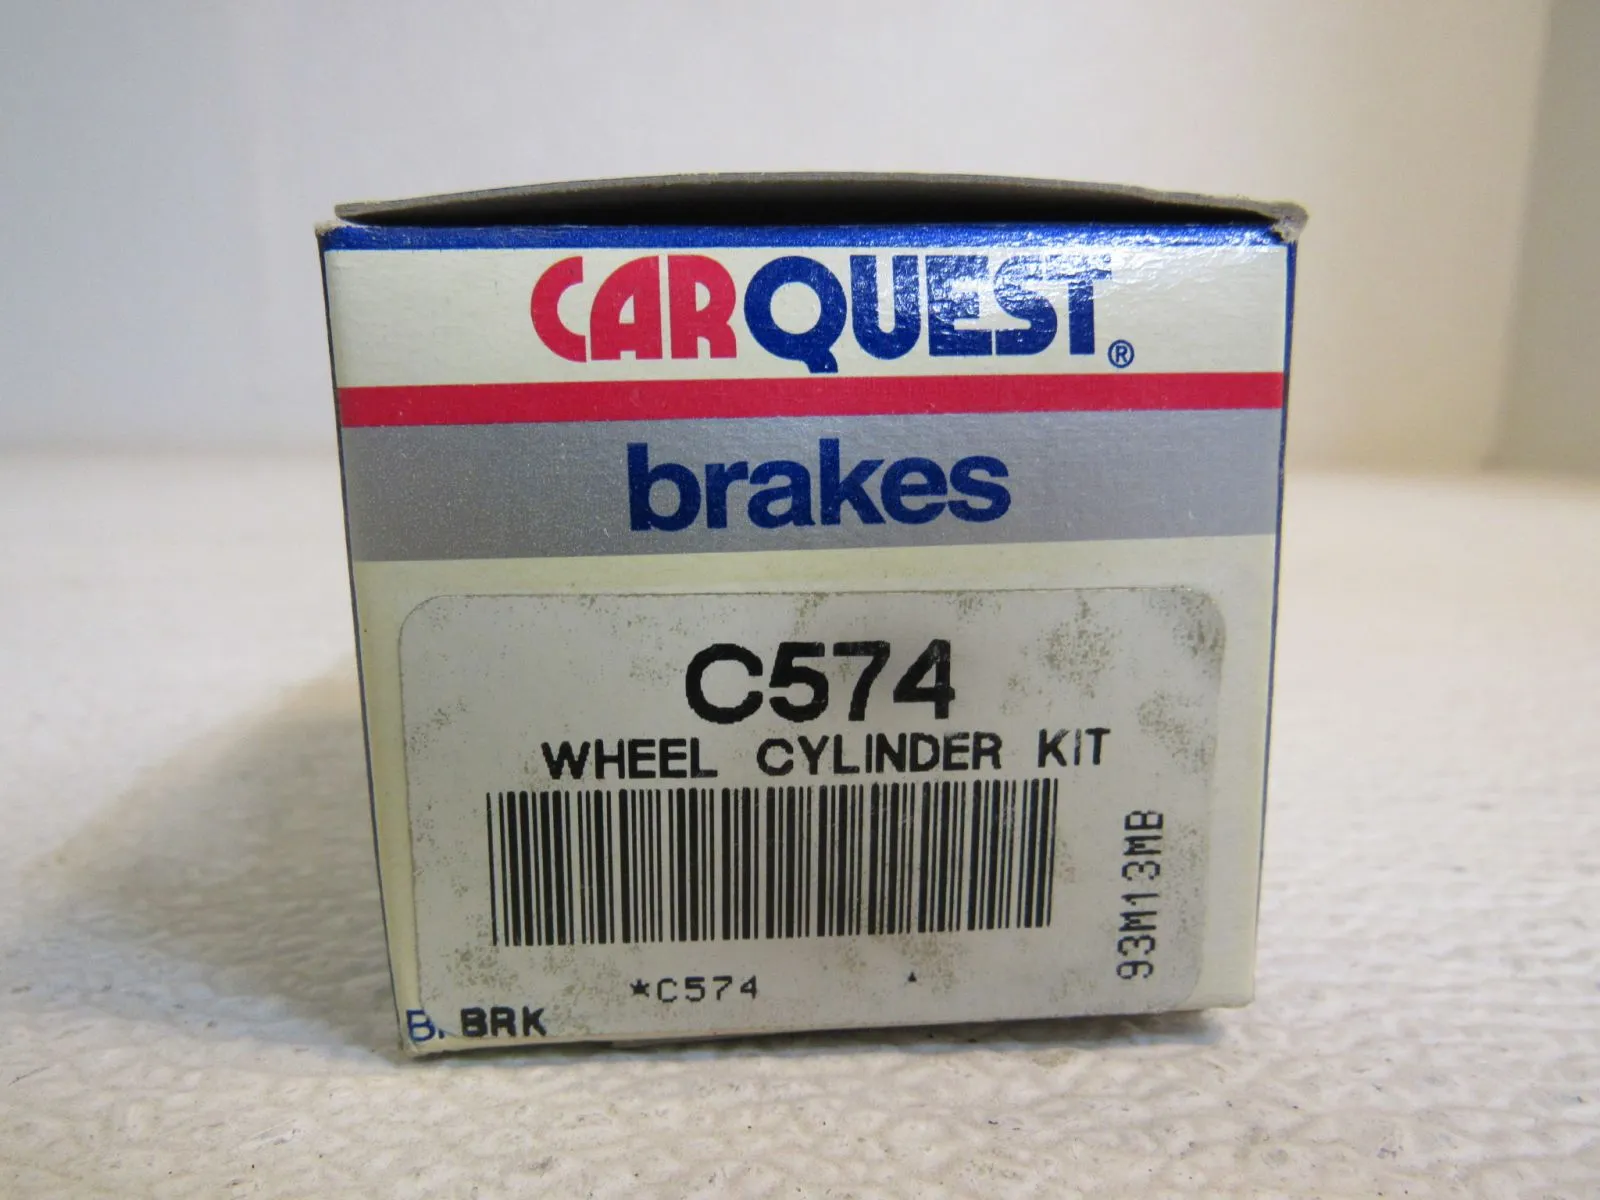 CARQUEST®
brakes
C574
WHEEL CYLINDER KIT
93M13MB
*C574
BRK